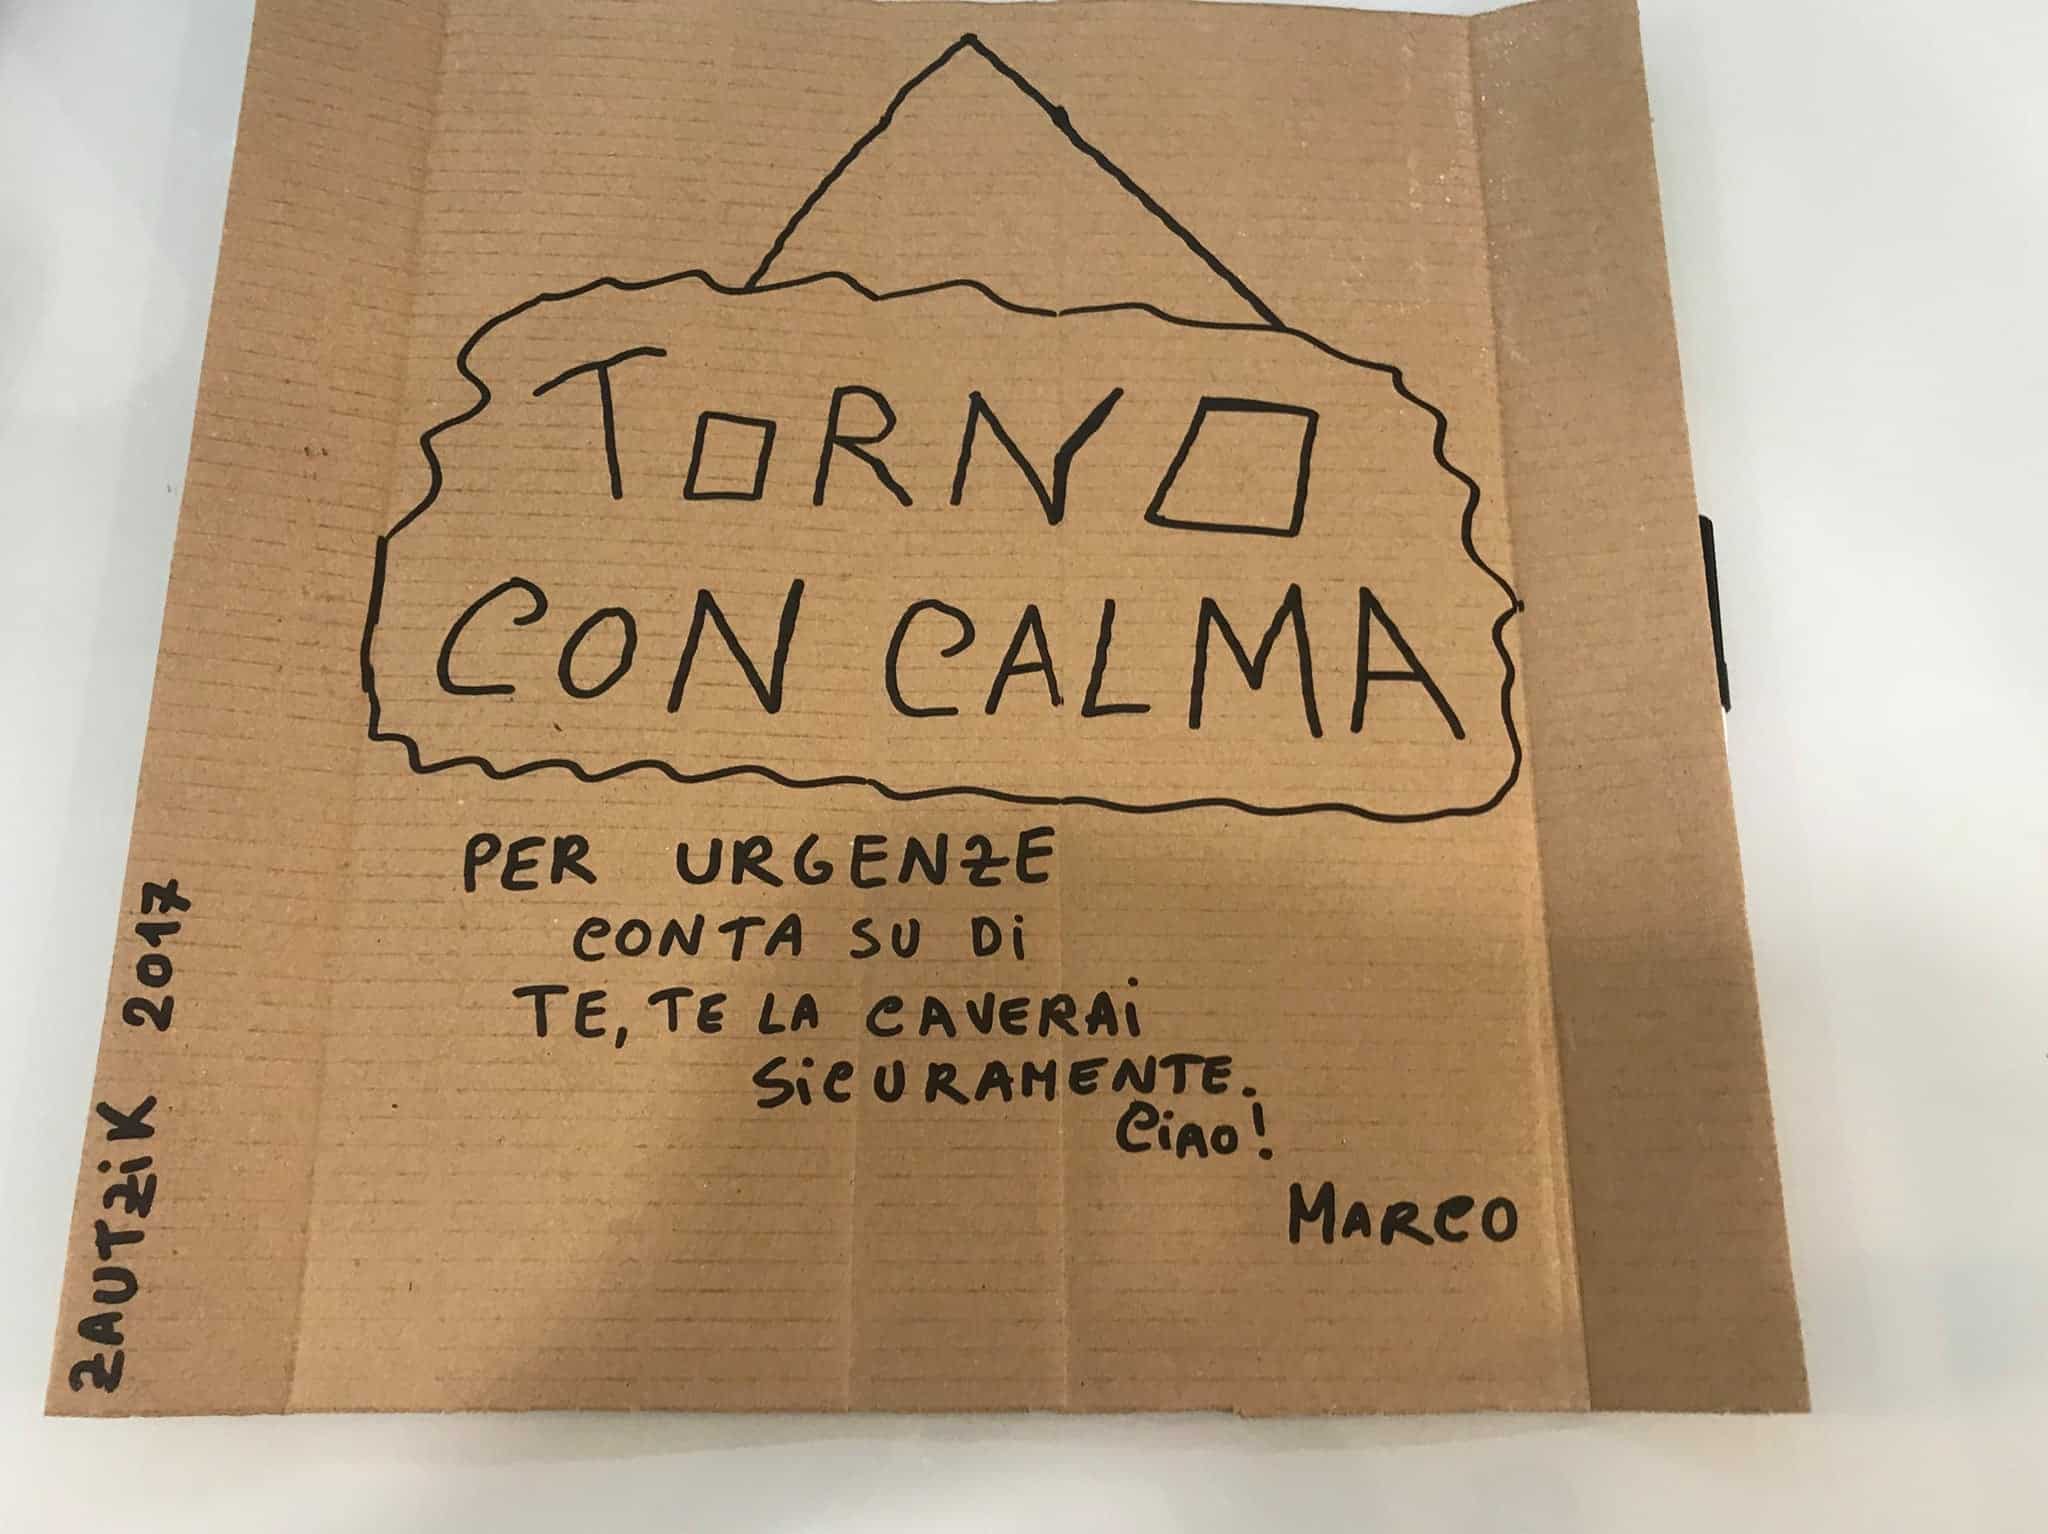 TORNO
CON CALMA
PER URGENZE
CONTA SU DI
TE, TE LA CAVERAI
SICURAMENTE.
CIAO!
MARCO
ZAUTZIK 2017